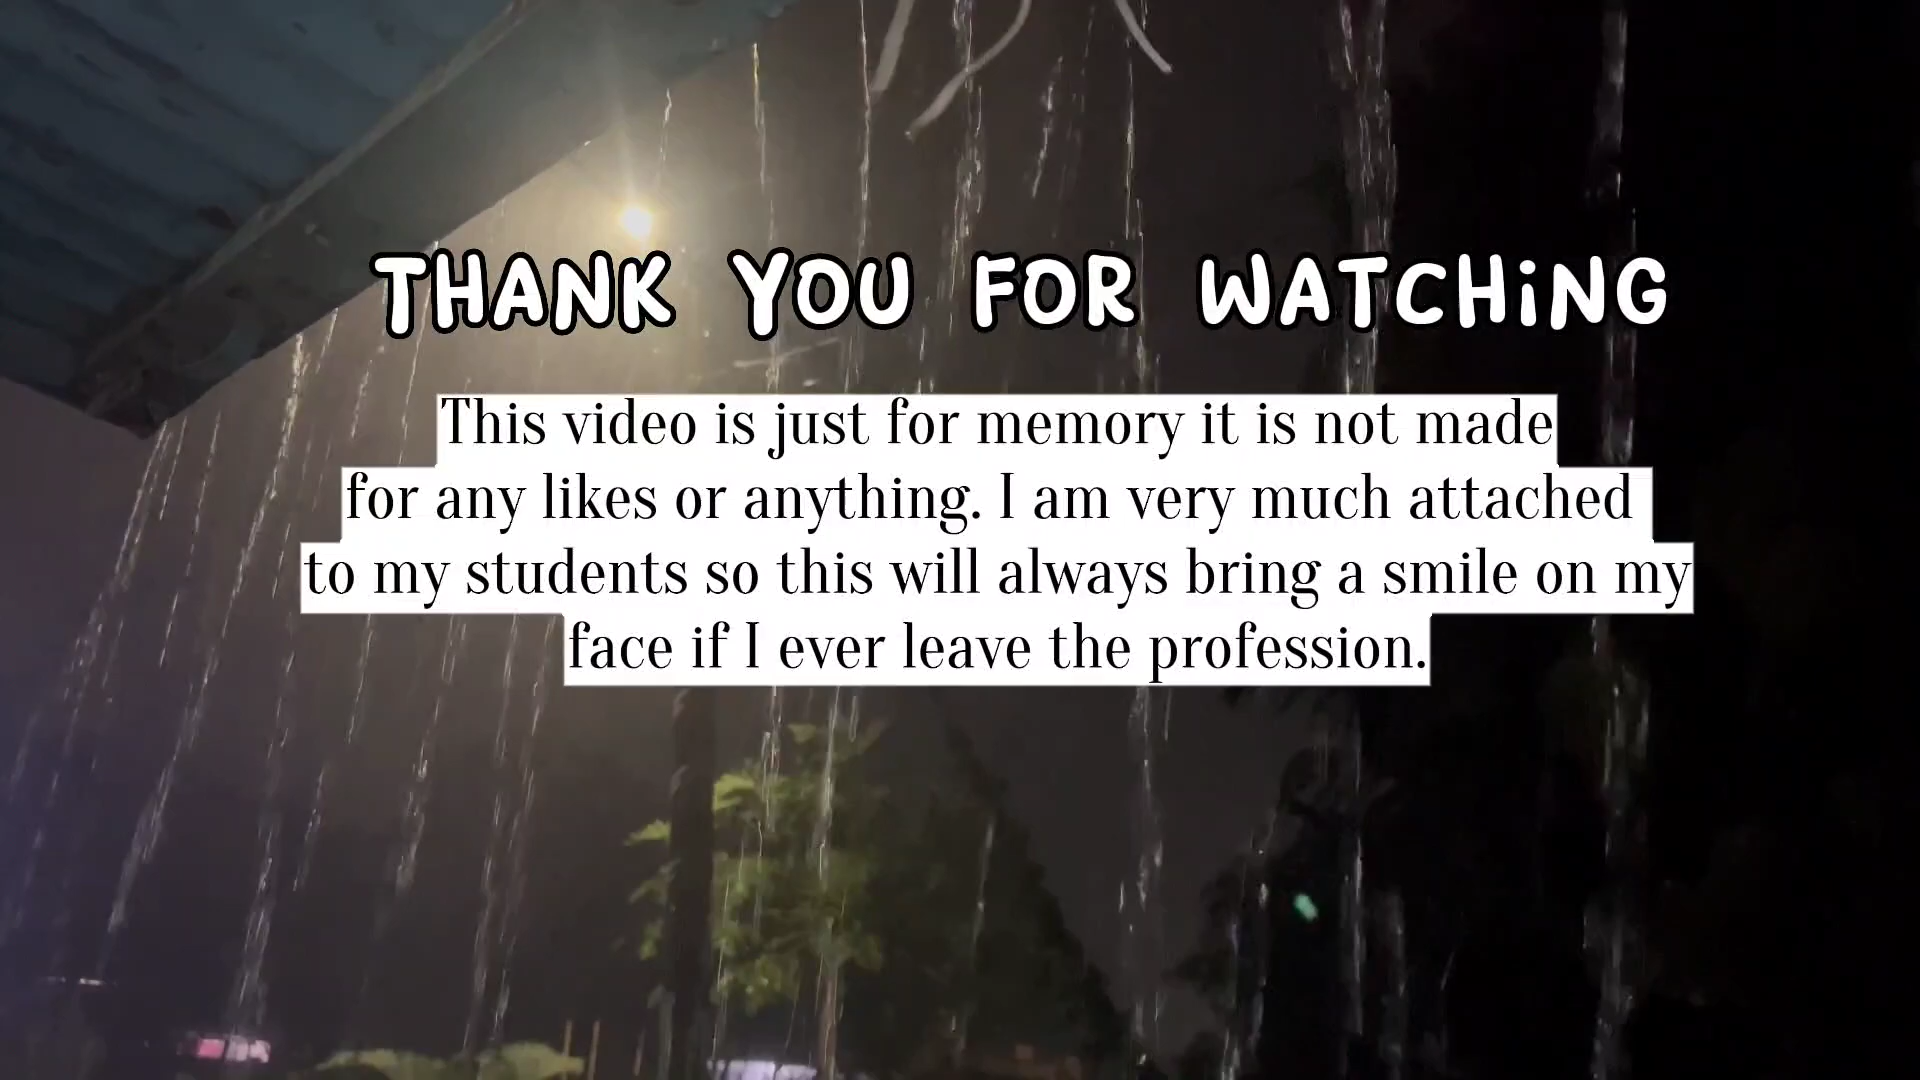 THANK YOU FOR WATCHiNG
This video is just for memory it is not made
for any likes or anything. I am very much attached
to my students so this will always bring a smile on my
face if I ever leave the profession.